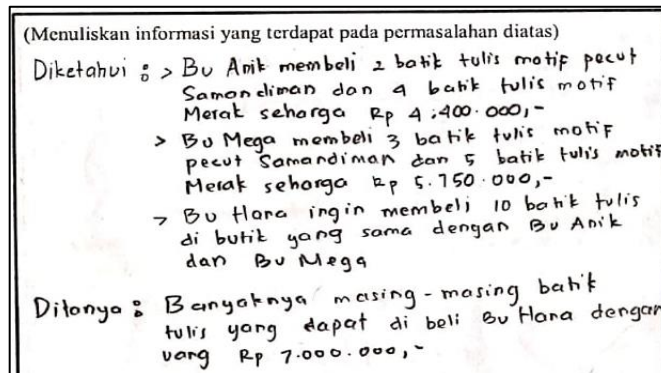 (Menuliskan informasi yang terdapat pada permasalahan diatas)
Diketahui : > Bu Anik membeli 2 batik tulis motif pecut
Samandiman dan 4 batik tulis motif
Merak seharga Rp 4.400.000,-
> Bu Mega membeli 3 batik tulis motif
pecut Samandiman dan 5 batik tulis motif
Merak seharga Rp 5.750.000,-
> Bu Hana ingin membeli 10 batik tulis
di butik yang sama dengan Bu Anik
dan Bu Mega
Ditanya : Banyaknya masing-masing batik
tulis yang dapat di beli Bu Hana dengan
uang Rp 7.000.000,-